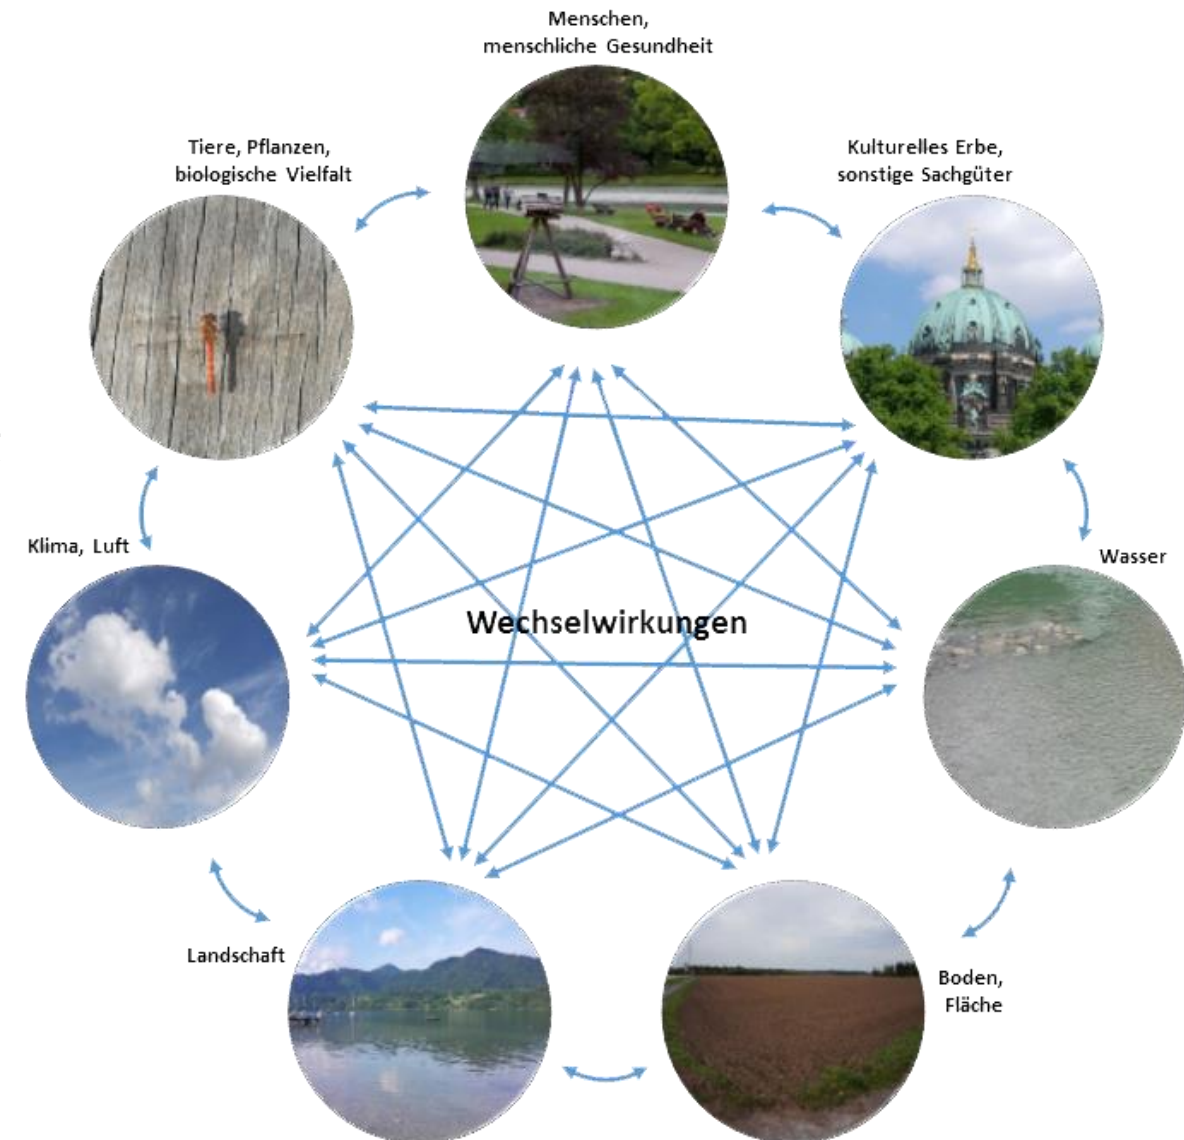 Menschen,
menschliche Gesundheit
Tiere, Pflanzen,
biologische Vielfalt
Kulturelles Erbe,
sonstige Sachgüter
Klima, Luft
Wasser
Wechselwirkungen
Landschaft
Boden,
Fläche